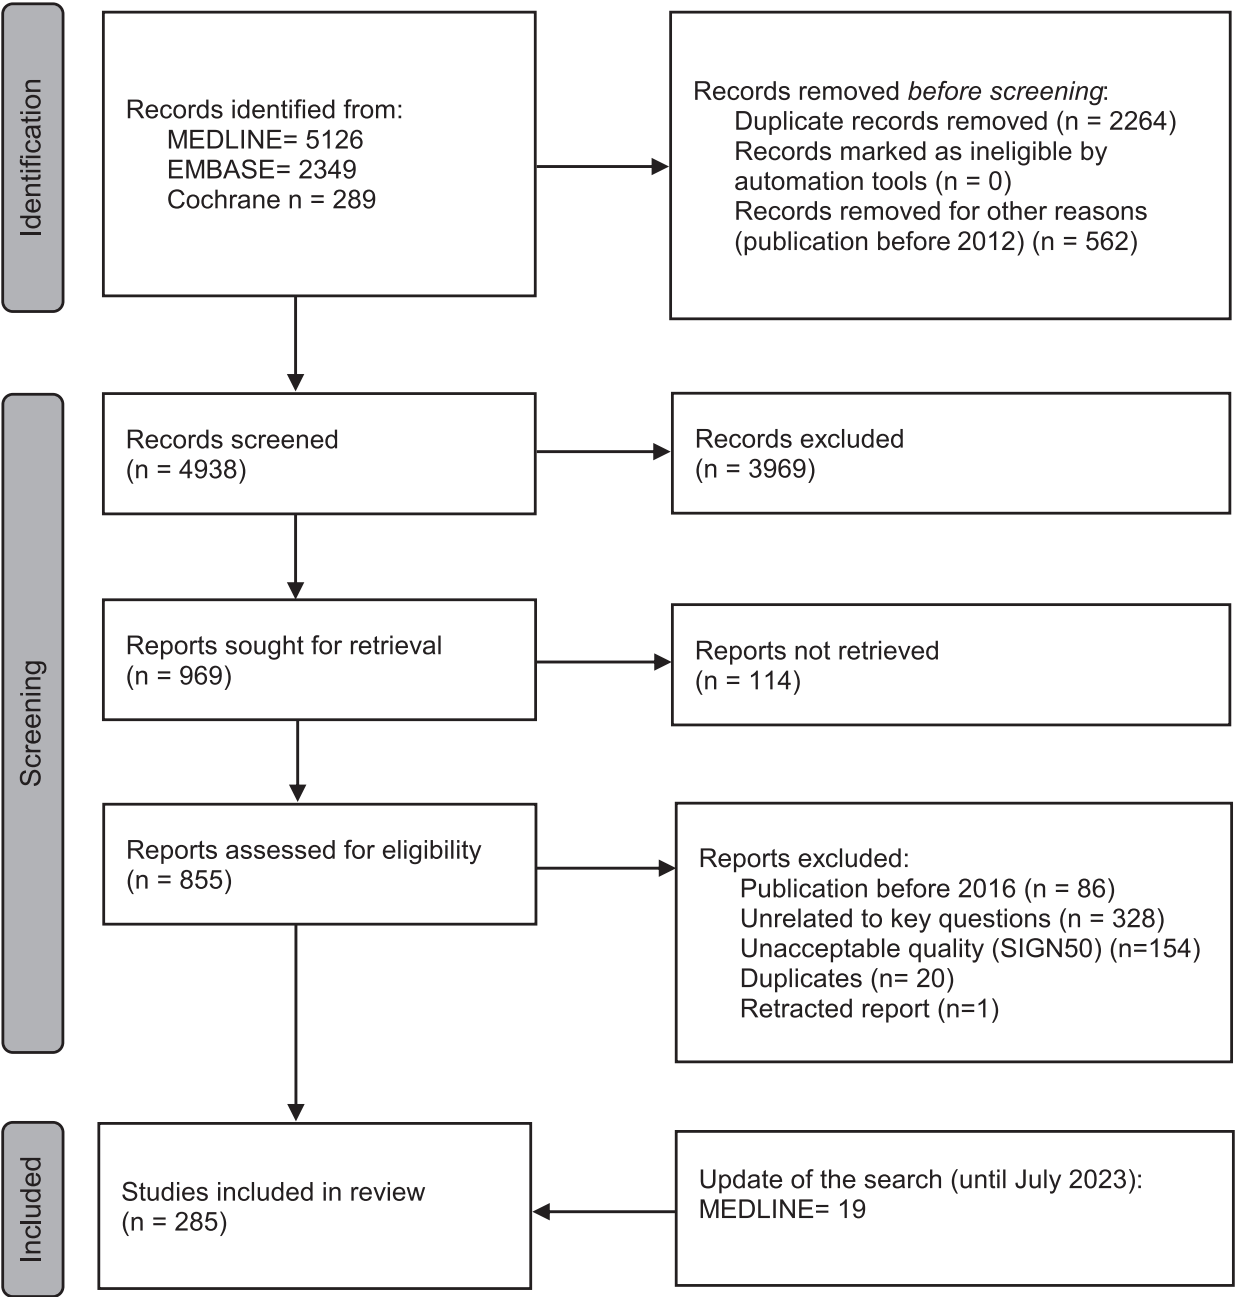 Identification
Records identified from:
MEDLINE= 5126
EMBASE= 2349
Cochrane n = 289
Records removed before screening:
Duplicate records removed (n = 2264)
Records marked as ineligible by
automation tools (n = 0)
Records removed for other reasons
(publication before 2012) (n = 562)
Screening
Records screened
(n = 4938)
Records excluded
(n = 3969)
Reports sought for retrieval
(n = 969)
Reports not retrieved
(n = 114)
Reports assessed for eligibility
(n = 855)
Reports excluded:
Publication before 2016 (n = 86)
Unrelated to key questions (n = 328)
Unacceptable quality (SIGN50) (n=154)
Duplicates (n= 20)
Retracted report (n=1)
Included
Studies included in review
(n = 285)
Update of the search (until July 2023):
MEDLINE= 19